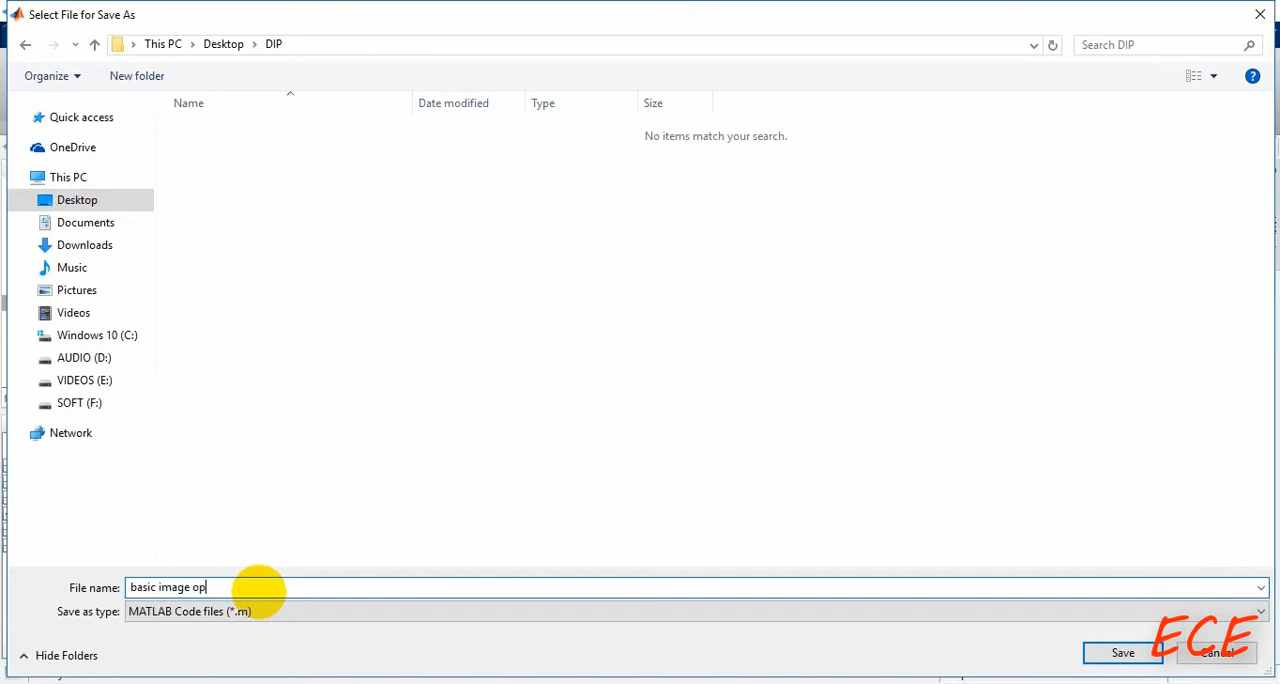 Select File for Save As
This PC > Desktop > DIP
Search DIP
Organize
New folder
Name
Date modified
Type
Size
No items match your search.
Quick access
OneDrive
This PC
Desktop
Documents
Downloads
Music
Pictures
Videos
Windows 10 (C:)
AUDIO (D:)
VIDEOS (E:)
SOFT (F:)
Network
File name: basic image op
Save as type: MATLAB Code files (*.m)
Hide Folders
Save
Cancel
ECE